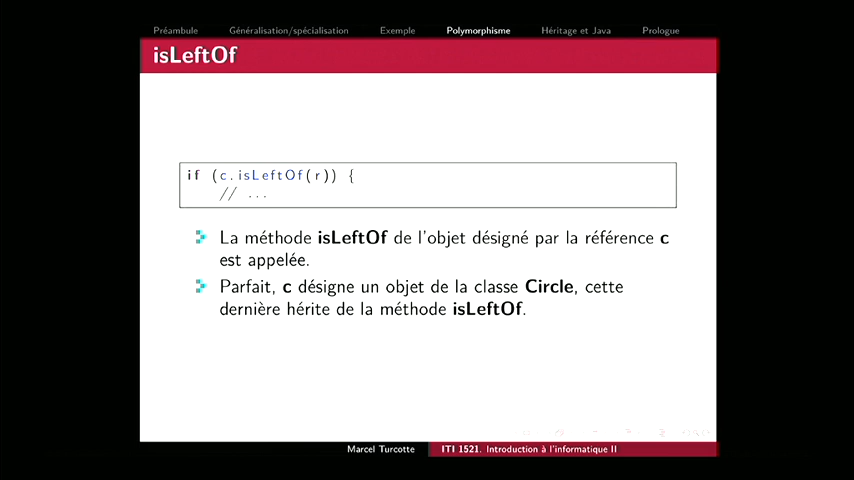 Préambule Généralisation/spécialisation Exemple Polymorphisme Héritage et Java Prologue
isLeftOf
if (c.isLeftOf(r)) {
// ...
La méthode isLeftOf de l'objet désigné par la référence c
est appelée.
Parfait, c désigne un objet de la classe Circle, cette
dernière hérite de la méthode isLeftOf.
Marcel Turcotte ITI 1521. Introduction à l'informatique II